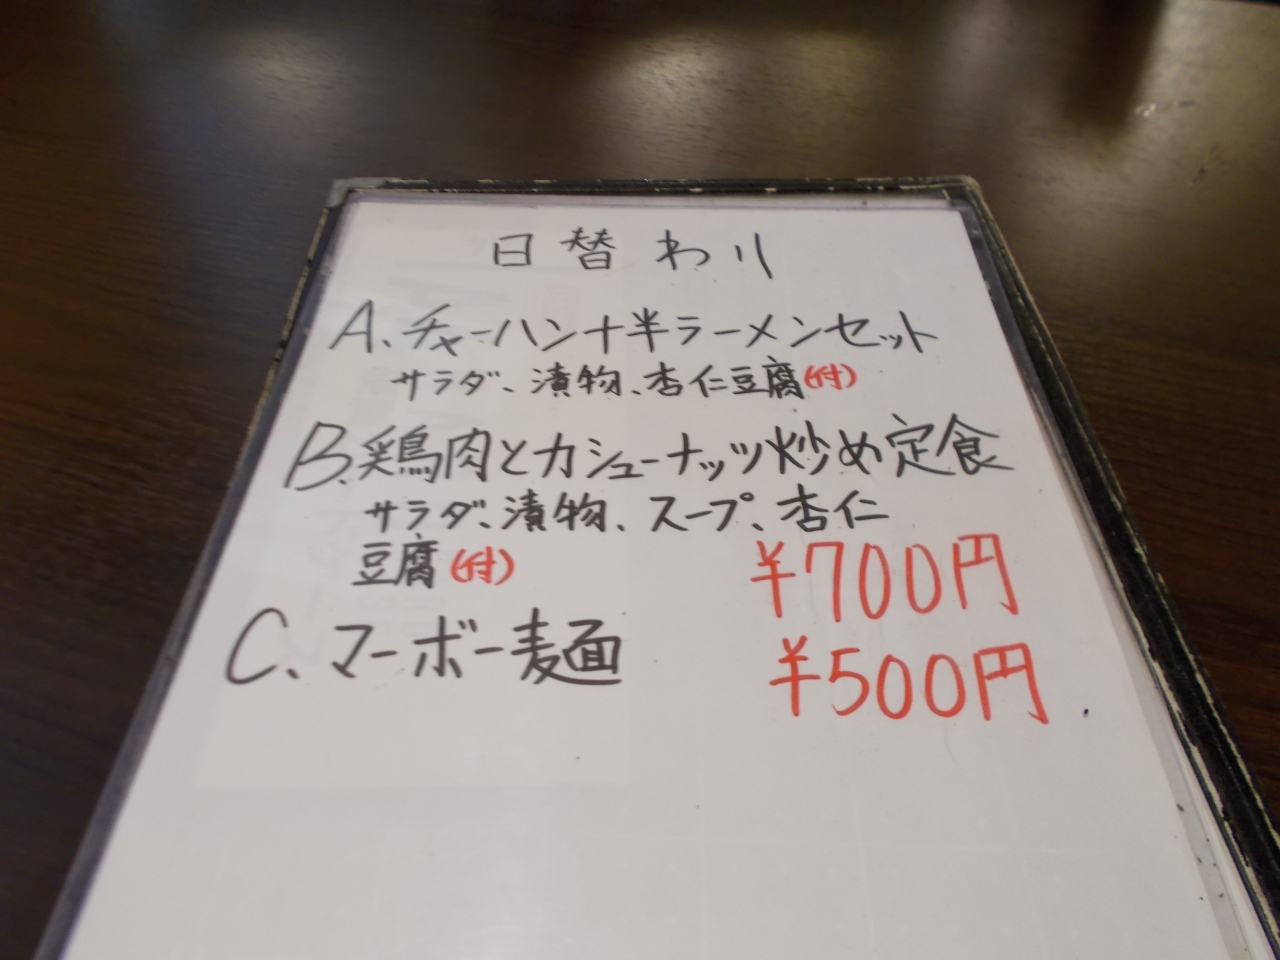 日替わり
A、チャーハン+半ラーメンセット
サラダ、漬物、杏仁豆腐(付)
B、鶏肉とカシューナッツ炒め定食
サラダ、漬物、スープ、杏仁
豆腐(付)
¥700円
C、マーボー麺
¥500円